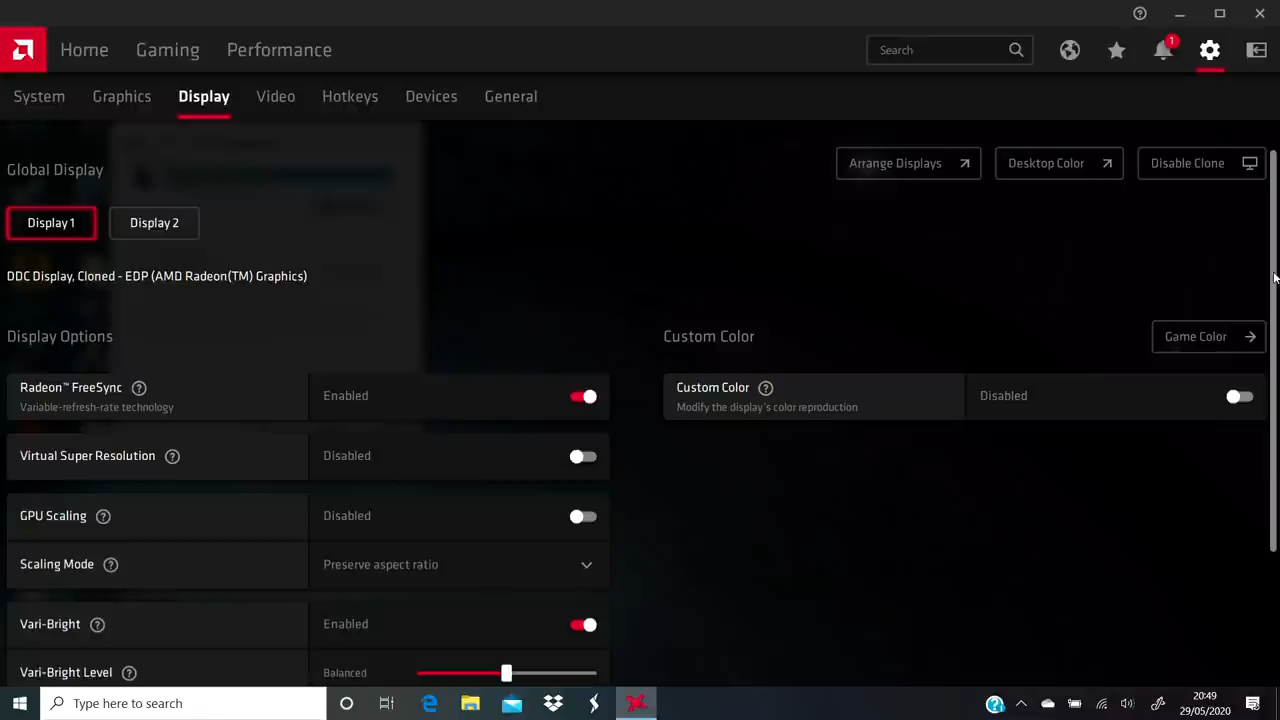 Home Gaming Performance Search 1
System Graphics Display Video Hotkeys Devices General
Global Display Arrange Displays Desktop Color Disable Clone
Display 1 Display 2
DDC Display, Cloned - EDP (AMD Radeon(TM) Graphics)
Display Options Custom Color Game Color
Radeon™ FreeSync Enabled
Variable-refresh-rate technology
Custom Color Disabled
Modify the display's color reproduction
Virtual Super Resolution Disabled
GPU Scaling Disabled
Scaling Mode Preserve aspect ratio
Vari-Bright Enabled
Vari-Bright Level Balanced
Type here to search
20:49
29/05/2020